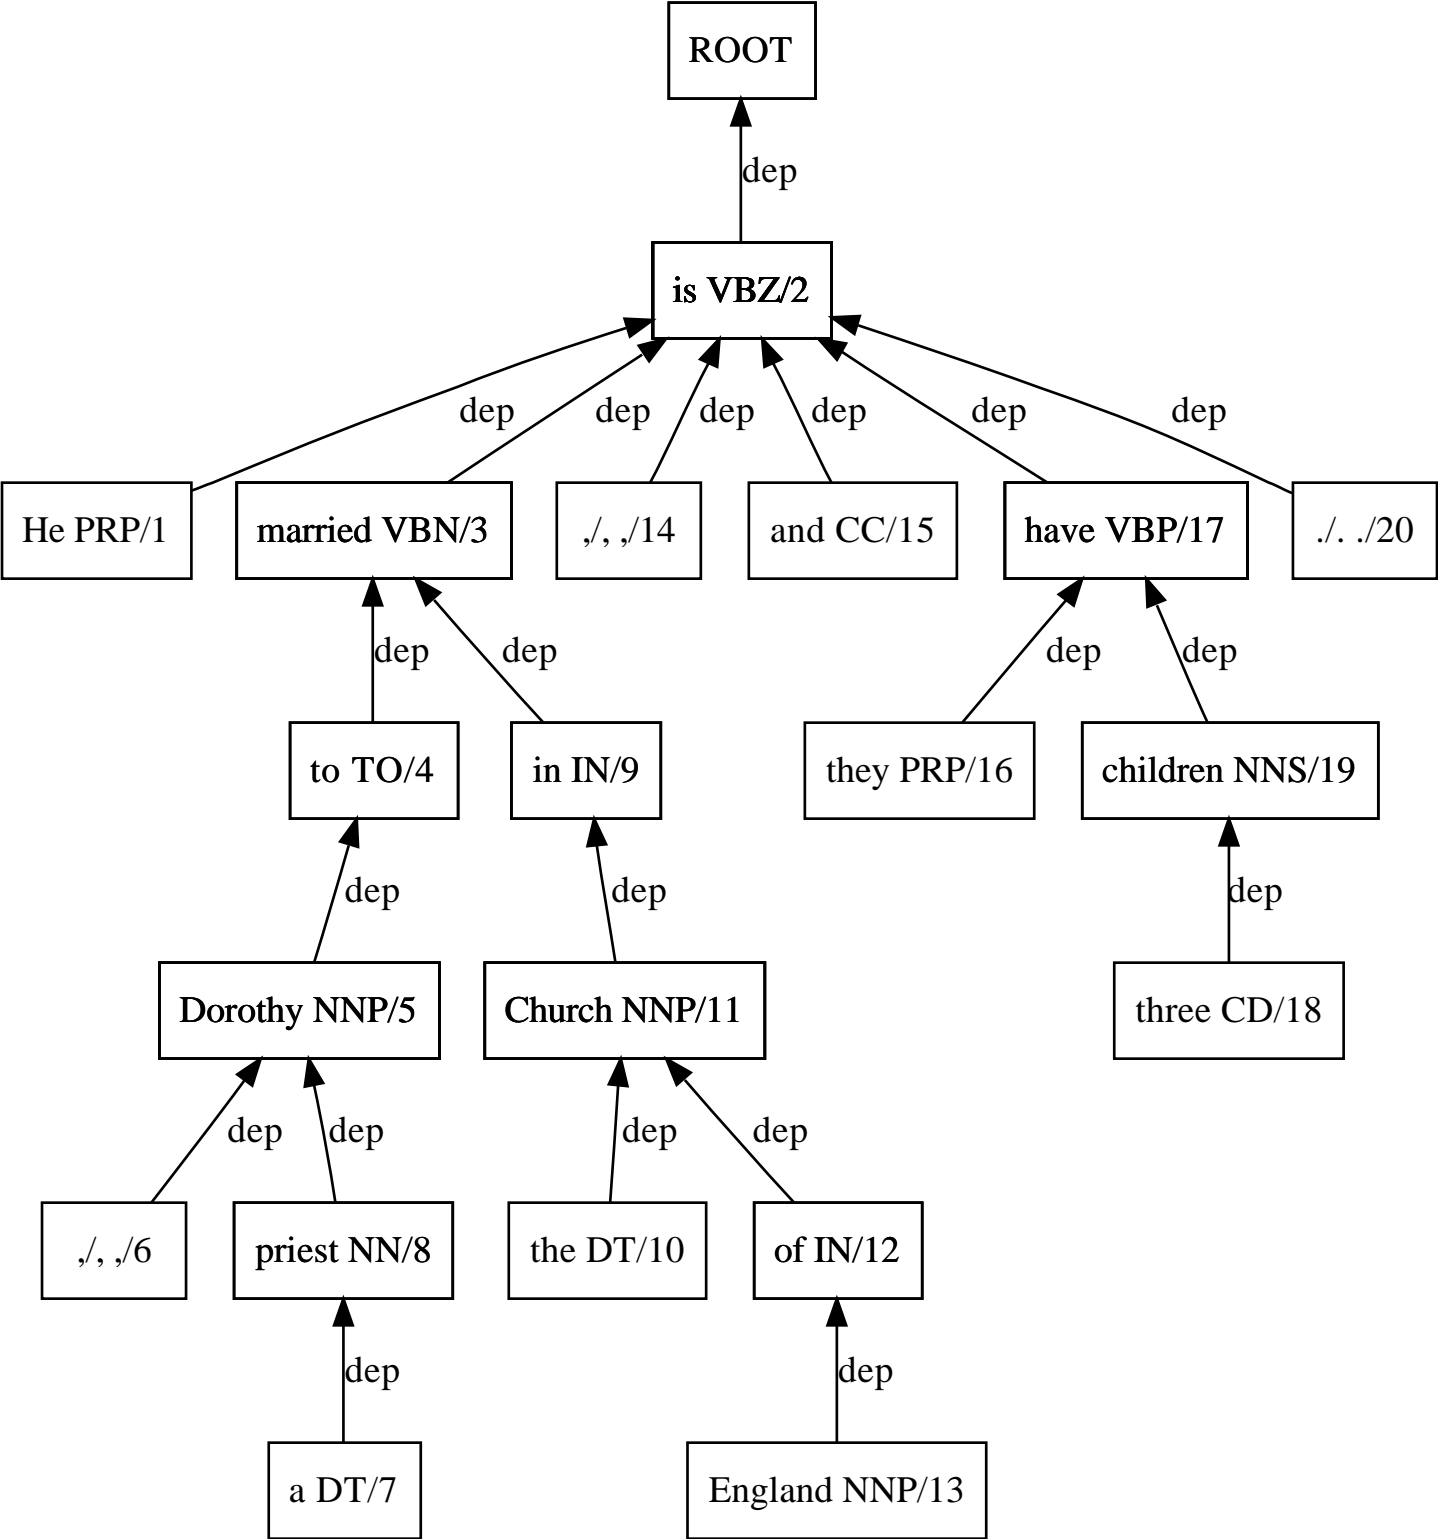 ROOT
dep
is VBZ/2
dep dep dep dep dep dep
He PRP/1 married VBN/3 ,/, ,/14 and CC/15 have VBP/17 ./. ./20
dep dep dep dep
to TO/4 in IN/9 they PRP/16 children NNS/19
dep dep dep
Dorothy NNP/5 Church NNP/11 three CD/18
dep dep dep dep
,/, ,/6 priest NN/8 the DT/10 of IN/12
dep dep
a DT/7 England NNP/13